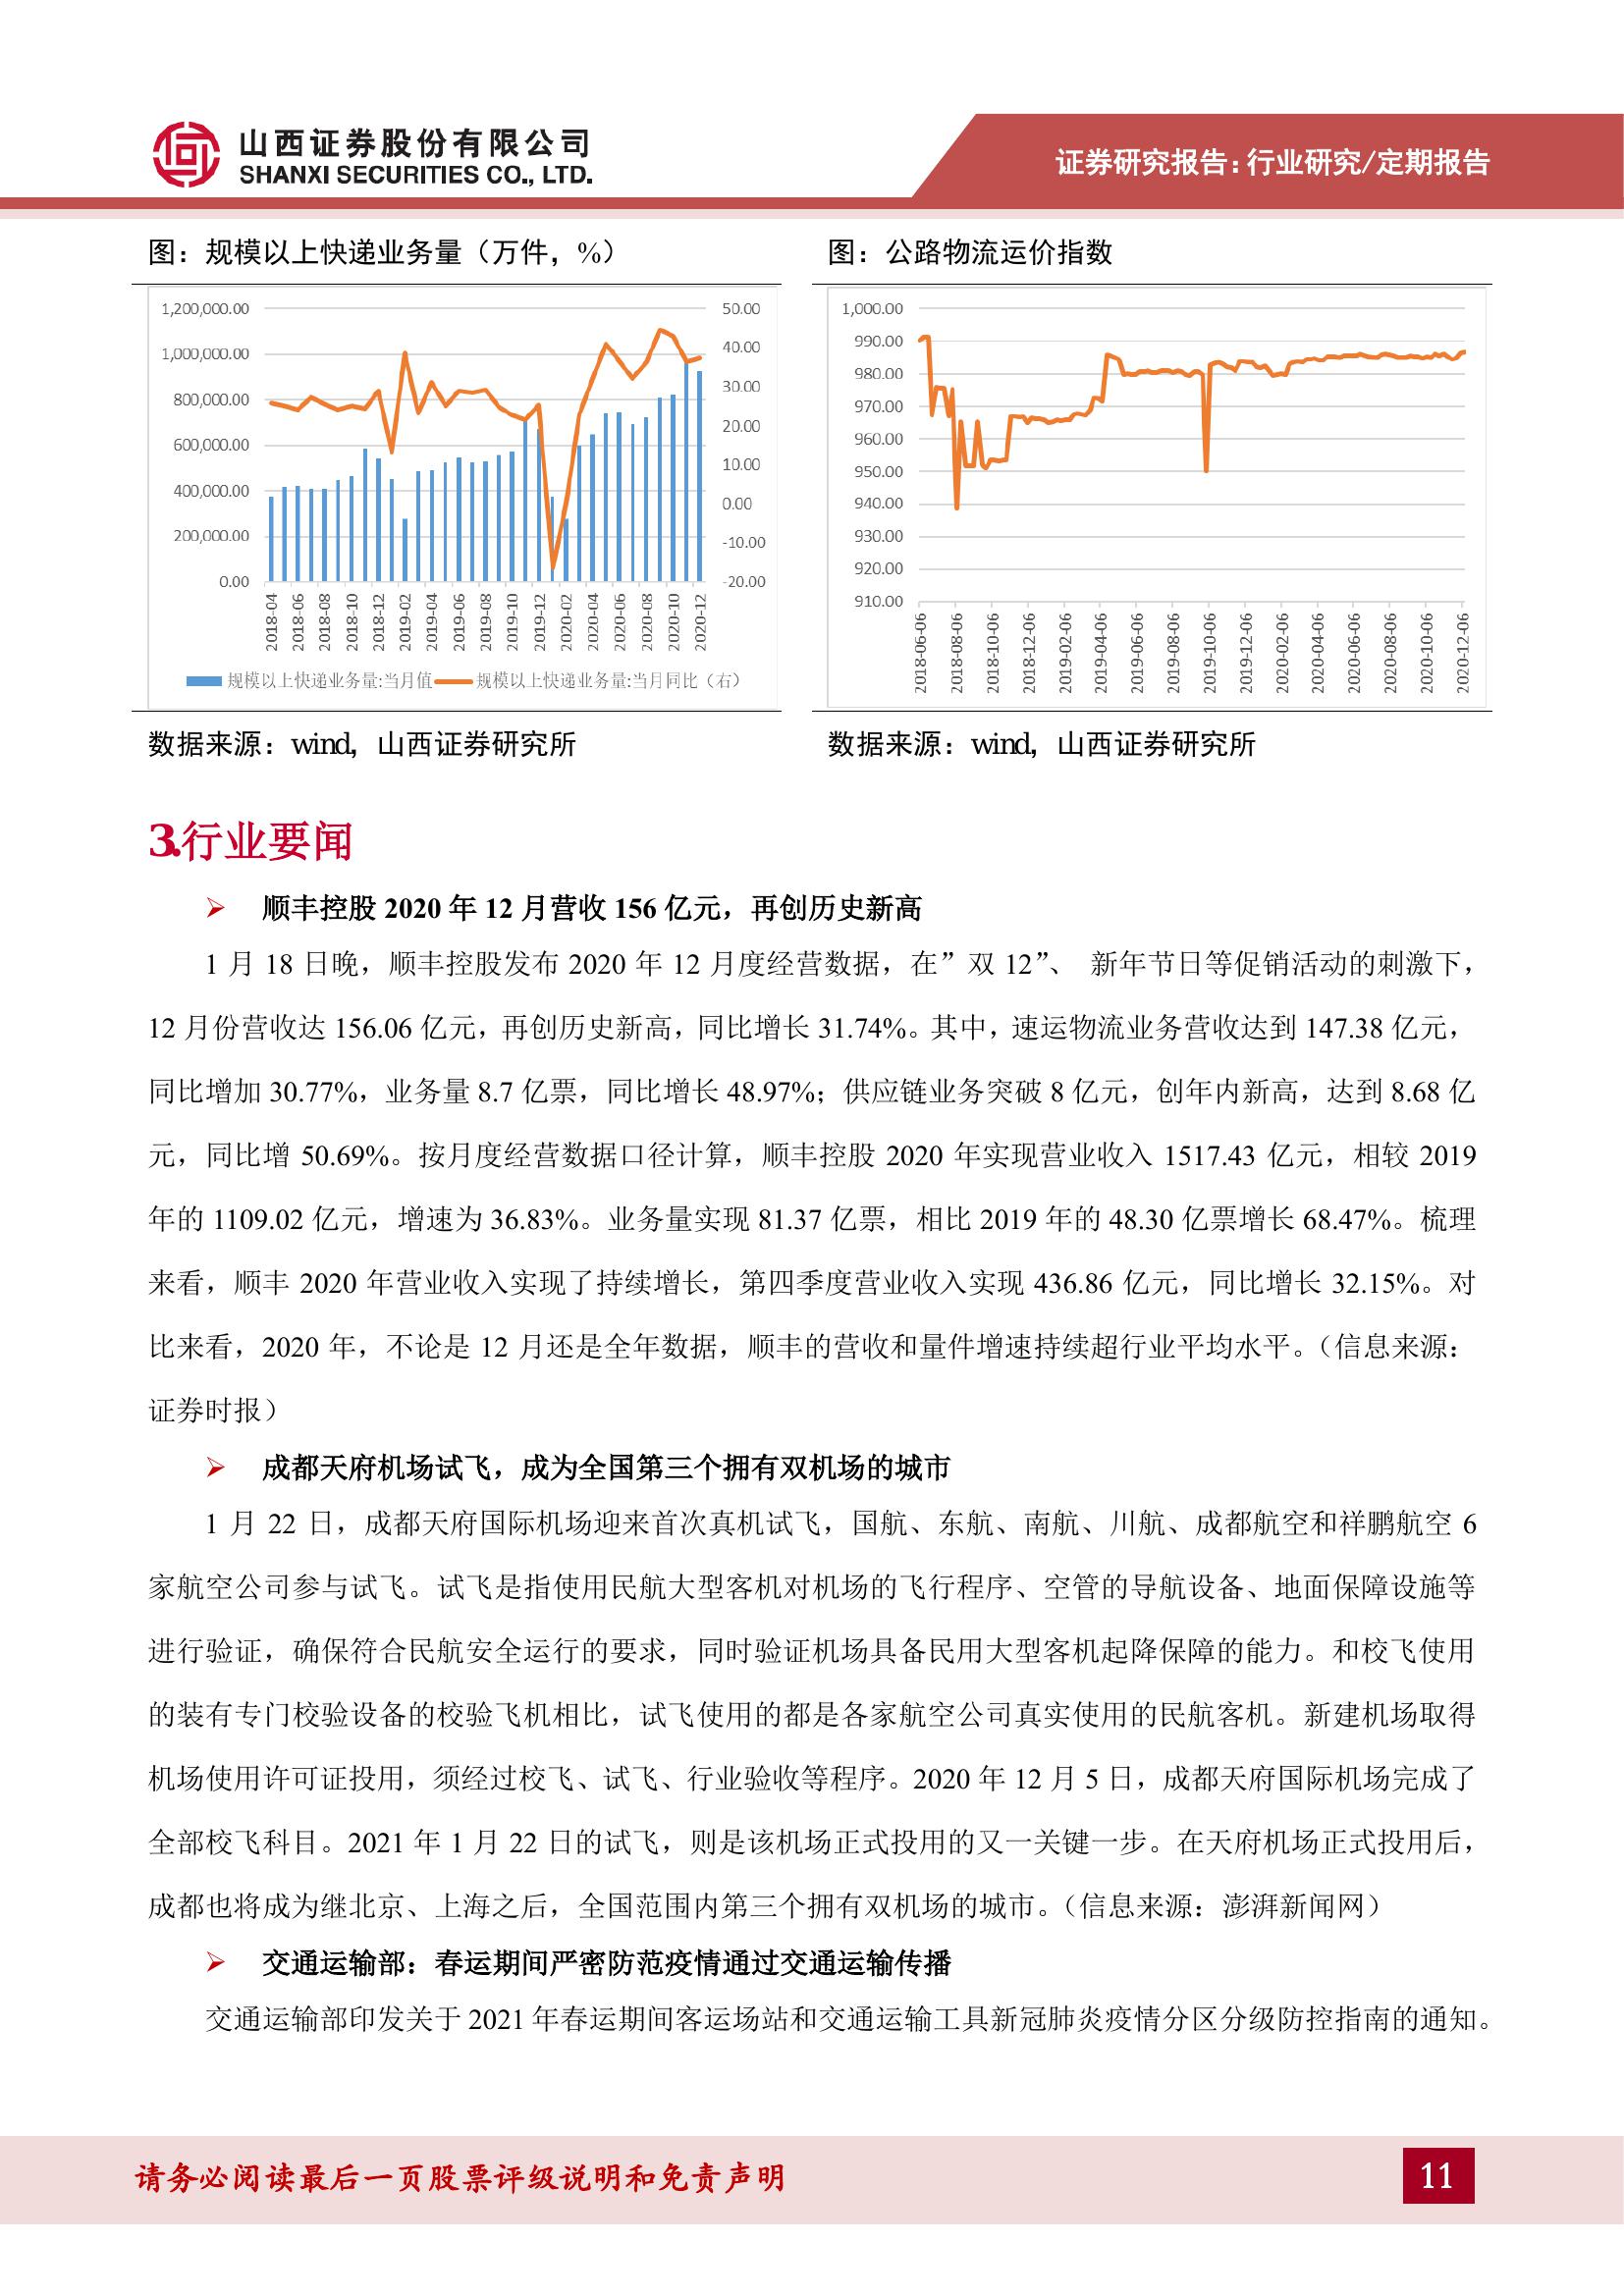 山西证券股份有限公司
SHANXI SECURITIES CO., LTD.
证券研究报告：行业研究/定期报告
图：规模以上快递业务量（万件，%）
1,200,000.00
1,000,000.00
800,000.00
600,000.00
400,000.00
200,000.00
0.00
50.00
40.00
30.00
20.00
10.00
0.00
-10.00
-20.00
2018-04
2018-06
2018-08
2018-10
2018-12
2019-02
2019-04
2019-06
2019-08
2019-10
2019-12
2020-02
2020-04
2020-06
2020-08
2020-10
2020-12
规模以上快递业务量:当月值
规模以上快递业务量:当月同比（右）
数据来源：wind，山西证券研究所
图：公路物流运价指数
1,000.00
990.00
980.00
970.00
960.00
950.00
940.00
930.00
920.00
910.00
2018-06-06
2018-08-06
2018-10-06
2018-12-06
2019-02-06
2019-04-06
2019-06-06
2019-08-06
2019-10-06
2019-12-06
2020-02-06
2020-04-06
2020-06-06
2020-08-06
2020-10-06
2020-12-06
数据来源：wind，山西证券研究所
3.行业要闻
➢ 顺丰控股 2020 年 12 月营收 156 亿元，再创历史新高
1 月 18 日晚，顺丰控股发布 2020 年 12 月度经营数据，在”双 12”、 新年节日等促销活动的刺激下，
12 月份营收达 156.06 亿元，再创历史新高，同比增长 31.74%。其中，速运物流业务营收达到 147.38 亿元，
同比增加 30.77%，业务量 8.7 亿票，同比增长 48.97%；供应链业务突破 8 亿元，创年内新高，达到 8.68 亿
元，同比增 50.69%。按月度经营数据口径计算，顺丰控股 2020 年实现营业收入 1517.43 亿元，相较 2019
年的 1109.02 亿元，增速为 36.83%。业务量实现 81.37 亿票，相比 2019 年的 48.30 亿票增长 68.47%。梳理
来看，顺丰 2020 年营业收入实现了持续增长，第四季度营业收入实现 436.86 亿元，同比增长 32.15%。对
比来看，2020 年，不论是 12 月还是全年数据，顺丰的营收和量件增速持续超行业平均水平。（信息来源：
证券时报）
➢ 成都天府机场试飞，成为全国第三个拥有双机场的城市
1 月 22 日，成都天府国际机场迎来首次真机试飞，国航、东航、南航、川航、成都航空和祥鹏航空 6
家航空公司参与试飞。试飞是指使用民航大型客机对机场的飞行程序、空管的导航设备、地面保障设施等
进行验证，确保符合民航安全运行的要求，同时验证机场具备民用大型客机起降保障的能力。和校飞使用
的装有专门校验设备的校验飞机相比，试飞使用的都是各家航空公司真实使用的民航客机。新建机场取得
机场使用许可证投用，须经过校飞、试飞、行业验收等程序。2020 年 12 月 5 日，成都天府国际机场完成了
全部校飞科目。2021 年 1 月 22 日的试飞，则是该机场正式投用的又一关键一步。在天府机场正式投用后，
成都也将成为继北京、上海之后，全国范围内第三个拥有双机场的城市。（信息来源：澎湃新闻网）
➢ 交通运输部：春运期间严密防范疫情通过交通运输传播
交通运输部印发关于 2021 年春运期间客运场站和交通运输工具新冠肺炎疫情分区分级防控指南的通知。
请务必阅读最后一页股票评级说明和免责声明
11